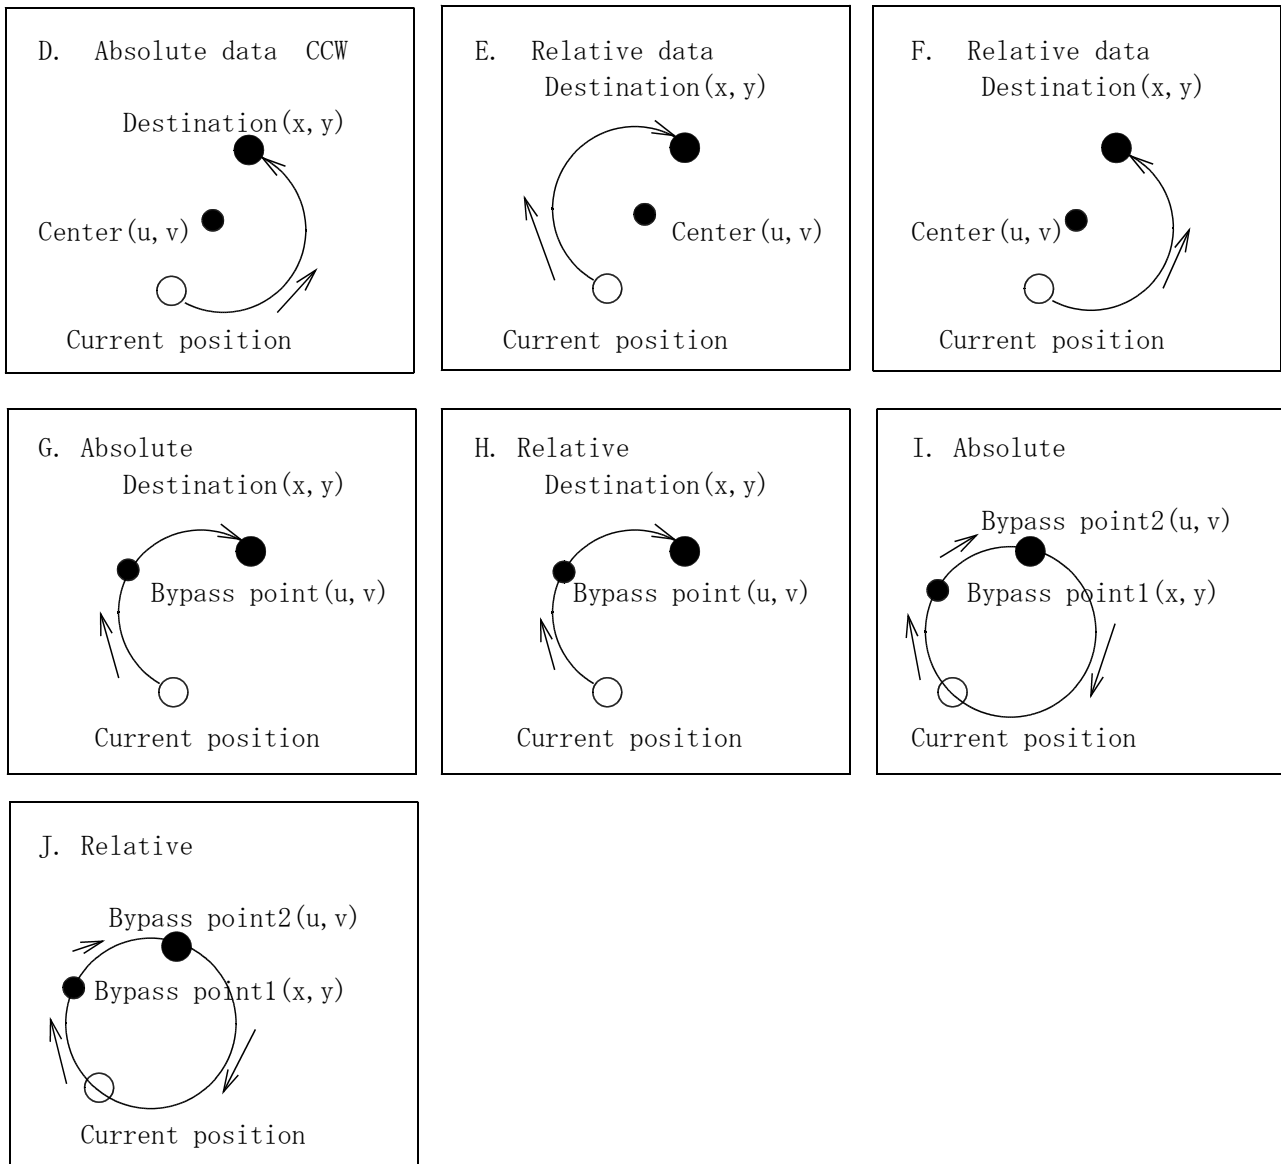 D. Absolute data CCW
Destination(x,y)
Center(u,v)
Current position
E. Relative data
Destination(x,y)
Center(u,v)
Current position
F. Relative data
Destination(x,y)
Center(u,v)
Current position
G. Absolute
Destination(x,y)
Bypass point(u,v)
Current position
H. Relative
Destination(x,y)
Bypass point(u,v)
Current position
I. Absolute
Bypass point2(u,v)
Bypass point1(x,y)
Current position
J. Relative
Bypass point2(u,v)
Bypass point1(x,y)
Current position